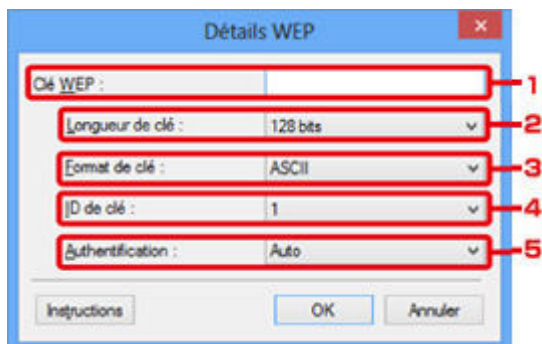 Détails WEP
Clé WEP : 1
Longueur de clé : 128 bits 2
Format de clé : ASCII 3
ID de clé : 1 4
Authentification : Auto 5
Instructions OK Annuler